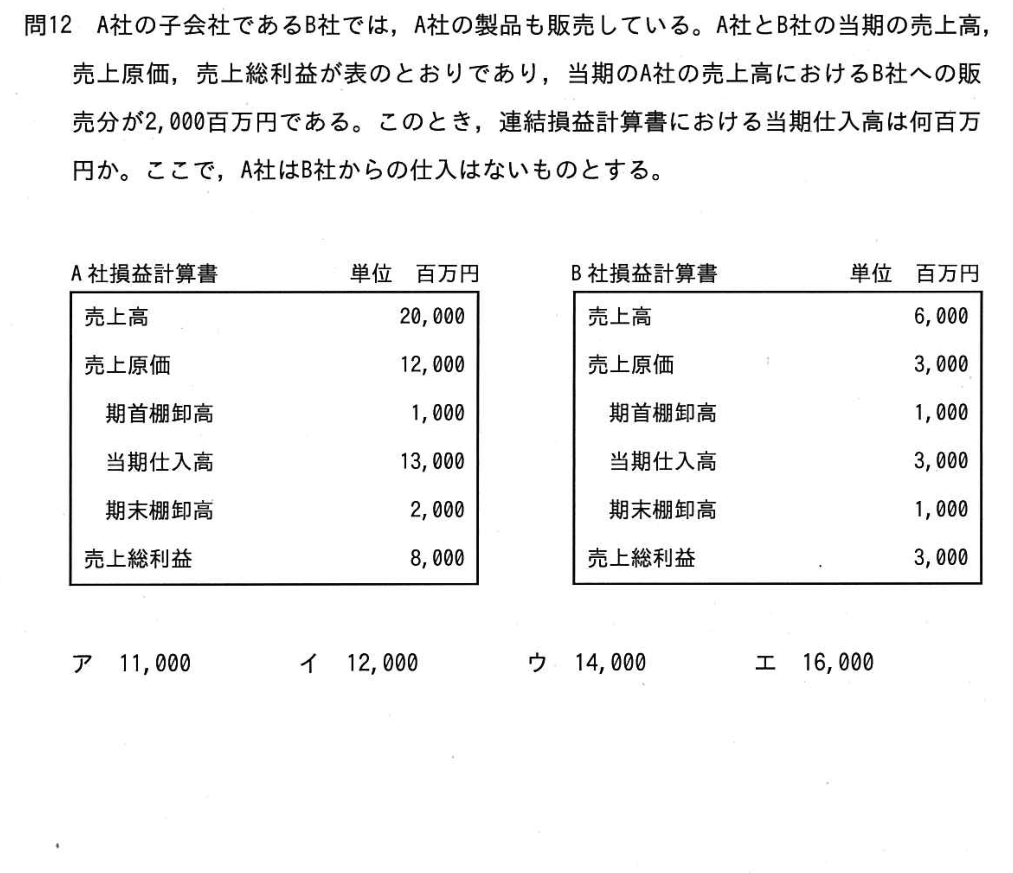 問12　A社の子会社であるB社では，A社の製品も販売している。A社とB社の当期の売上高，
売上原価，売上総利益が表のとおりであり，当期のA社の売上高におけるB社への販
売分が2,000百万円である。このとき，連結損益計算書における当期仕入高は何百万
円か。ここで，A社はB社からの仕入はないものとする。
A社損益計算書　単位　百万円
売上高　20,000
売上原価　12,000
期首棚卸高　1,000
当期仕入高　13,000
期末棚卸高　2,000
売上総利益　8,000
B社損益計算書　単位　百万円
売上高　6,000
売上原価　3,000
期首棚卸高　1,000
当期仕入高　3,000
期末棚卸高　1,000
売上総利益　3,000
ア　11,000　イ　12,000　ウ　14,000　エ　16,000